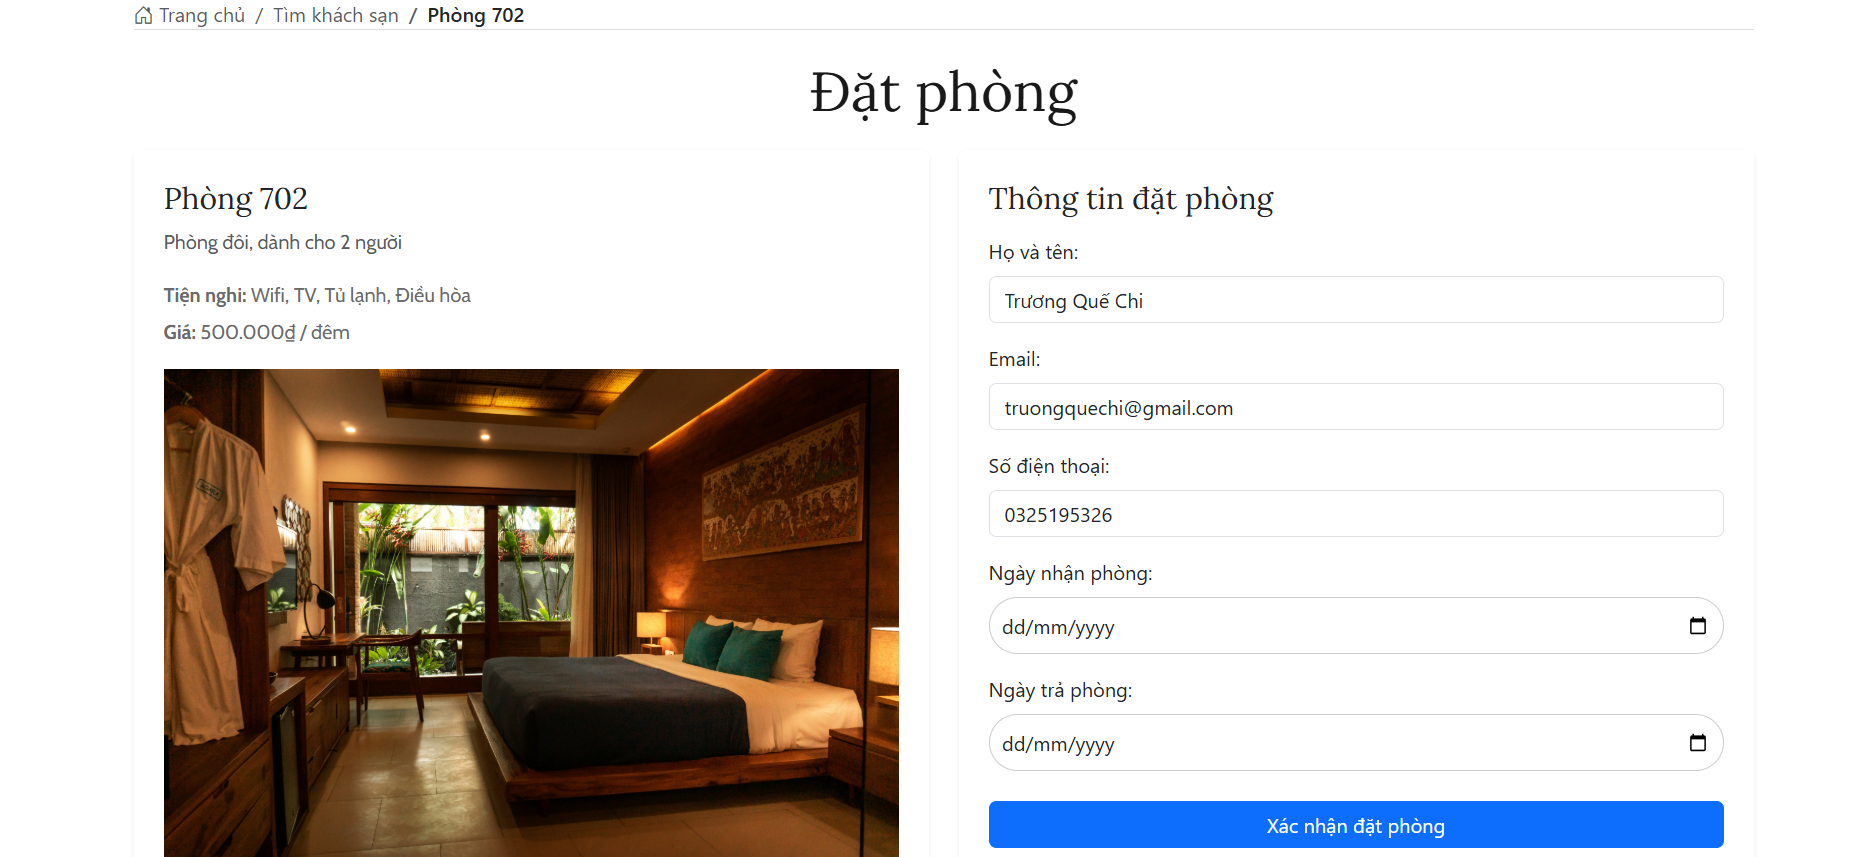 Trang chủ / Tìm khách sạn / Phòng 702
Đặt phòng
Phòng 702
Phòng đôi, dành cho 2 người
Tiện nghi: Wifi, TV, Tủ lạnh, Điều hòa
Giá: 500.000₫ / đêm
Thông tin đặt phòng
Họ và tên:
Trương Quế Chi
Email:
truongquechi@gmail.com
Số điện thoại:
0325195326
Ngày nhận phòng:
dd/mm/yyyy
Ngày trả phòng:
dd/mm/yyyy
Xác nhận đặt phòng